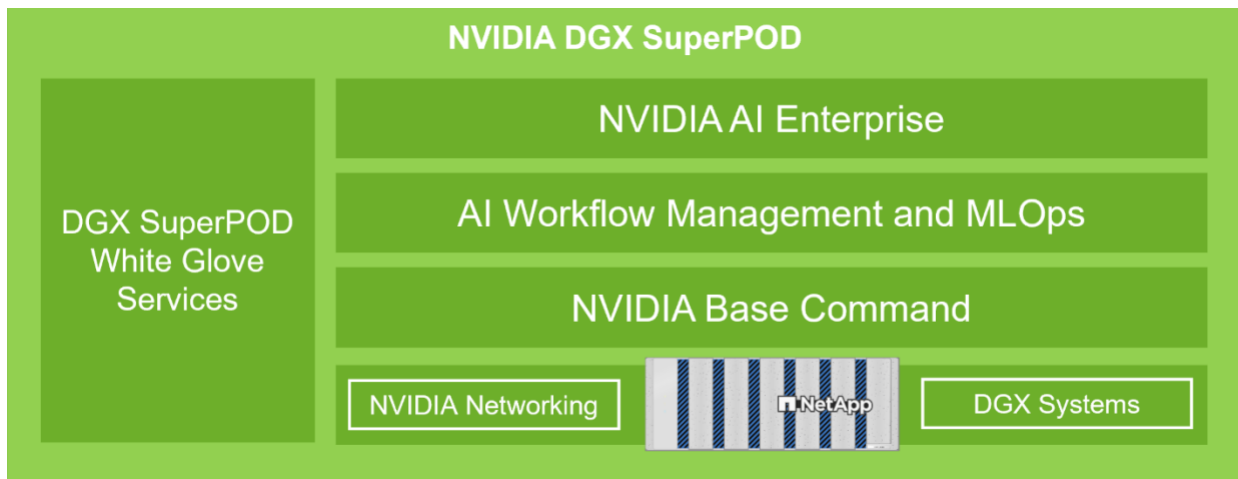 NVIDIA DGX SuperPOD
DGX SuperPOD
White Glove
Services
NVIDIA AI Enterprise
AI Workflow Management and MLOps
NVIDIA Base Command
NVIDIA Networking
NetApp
DGX Systems